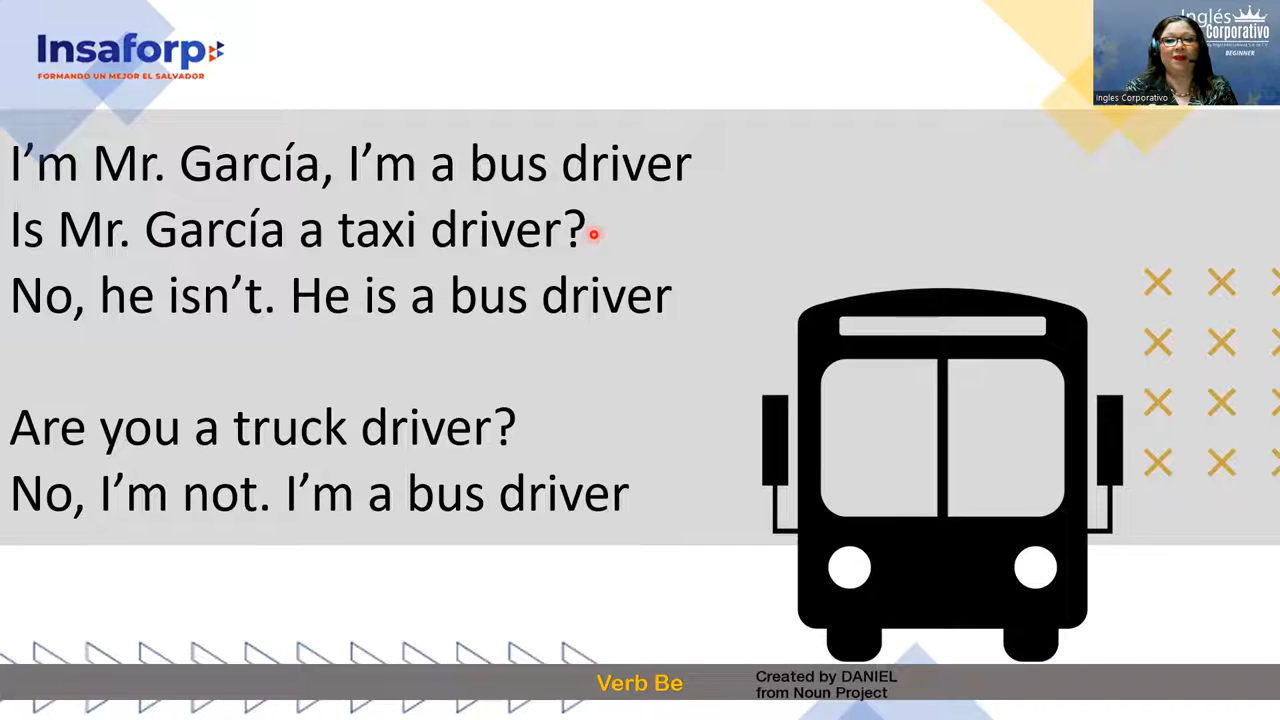 Insaforp
FORMANDO UN MEJOR EL SALVADOR
Inglés
Corporativo
BEGINNER
Ingles Corporativo
I'm Mr. García, I'm a bus driver
Is Mr. García a taxi driver?
No, he isn't. He is a bus driver
Are you a truck driver?
No, I'm not. I'm a bus driver
Verb Be
Created by DANIEL
from Noun Project